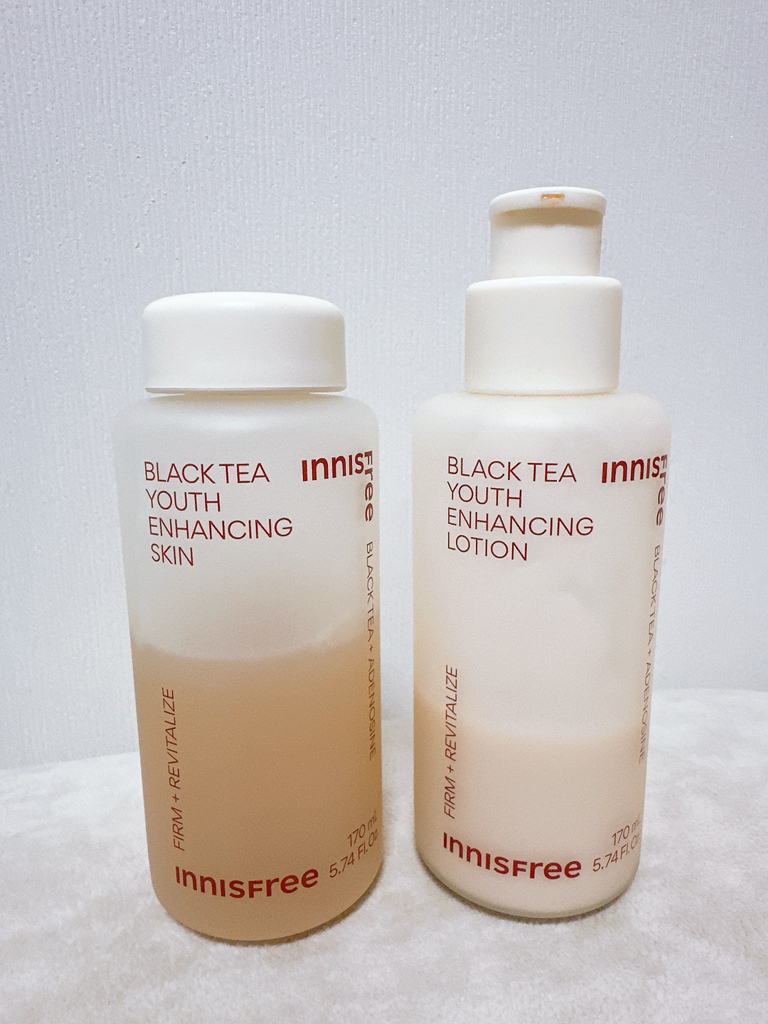 BLACK TEA
YOUTH
ENHANCING
SKIN
INNISFree
BLACK TEA + ADENOSINE
FIRM + REVITALIZE
170 mL
5.74 Fl.Oz.
INNISFree
BLACK TEA
YOUTH
ENHANCING
LOTION
INNISFree
BLACK TEA + ADENOSINE
FIRM + REVITALIZE
170 mL
5.74 Fl.Oz.
INNISFree